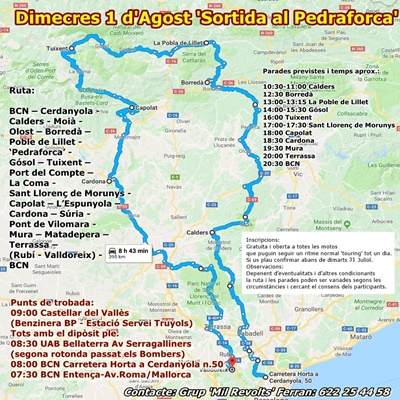 Dimecres 1 d'Agost 'Sortida al Pedraforca'
Tuixent
La Pobla de Lillet
Borredà
Capolat
Cardona
Calders
Ruta:
BCN – Cerdanyola –
Calders - Moià -
Olost – Borredà –
Poble de Lillet -
'Pedraforca' -
Gósol – Tuixent –
Port del Compte –
La Coma -
Sant Llorenç de Morunys -
Capolat – L'Espunyola –
Cardona – Súria –
Pont de Vilomara -
Mura – Matadepera –
Terrassa –
(Rubí - Valldoreix) -
BCN
Parades previstes i temps aprox.:
10:30-11:00 Calders
12:30 Borredà
13:00-13:15 La Poble de Lillet
14:00-15:30 Gósol
16:00 Tuixent
17:00-17:30 Sant Llorenç de Morunys
18:00 Capolat
18:30 Cardona
19:30 Mura
20:00 Terrassa
20:30 BCN
8 h 43 min
395 km
Inscripcions:
Gratuita i oberta a totes les motos
que puguin seguir un ritme normal 'touring' tot un dia.
Si us plau confirmar abans de dimarts 31 Juliol.
Observacions:
Depenent d'eventualitats i d'altres condicionants
la ruta i les parades poden ser variades segons les
circumstàncies i cercant el consens dels participants.
Punts de trobada:
09:00 Castellar del Vallès
(Benzinera BP - Estació Servei Truyols)
Tots amb el dipòsit ple:
08:30 UAB Bellaterra Av Serragalliners
(segona rotonda passat els Bombers)
08:00 BCN Carretera Horta a Cerdanyola n.50
07:30 BCN Entença-Av.Roma/Mallorca
Terrassa
Sabadell
Valldoreix
Carretera d'Horta a
Cerdanyola, 50
Contacte: Grup 'Mil Revolts' Ferran: 622 25 44 58